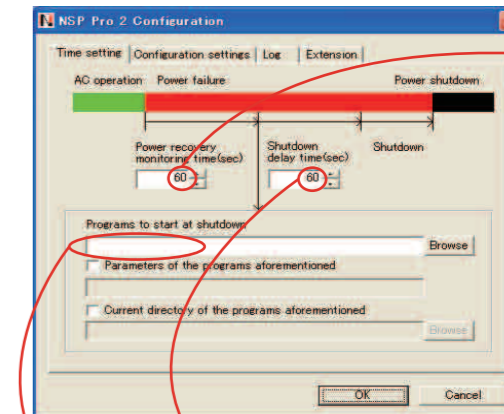 NSP Pro 2 Configuration
Time setting Configuration settings Log Extension
AC operation Power failure Power shutdown
Power recovery monitoring time(sec)
Shutdown delay time(sec)
Shutdown
60
60
Programs to start at shutdown
Browse
Parameters of the programs aforementioned
Current directory of the programs aforementioned
Browse
OK Cancel